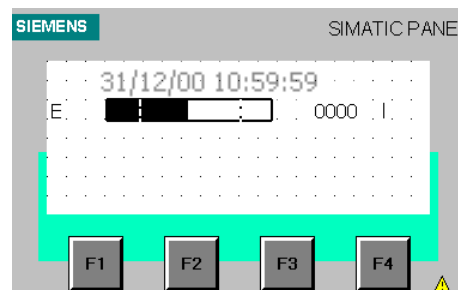 SIEMENS SIMATIC PANE
31/12/00 10:59:59
E 0000 I
F1 F2 F3 F4